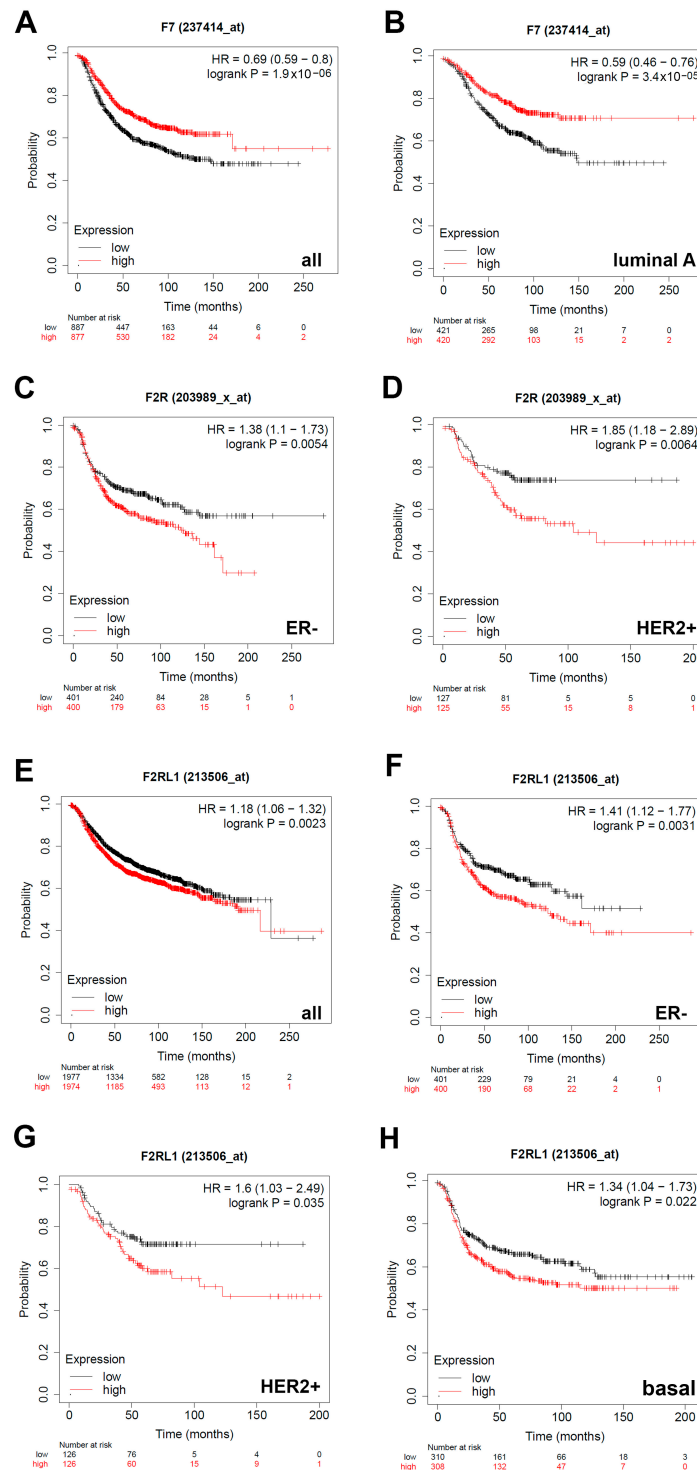 A
F7 (237414_at)
HR = 0.69 (0.59 − 0.8)
logrank P = 1.9x10−06
Probability
1.0
0.8
0.6
0.4
0.2
0.0
Expression
low
high
all
0 50 100 150 200 250
Time (months)
Number at risk
low 887 447 163 44 6 0
high 877 530 182 24 4 2
B
F7 (237414_at)
HR = 0.59 (0.46 − 0.76)
logrank P = 3.4x10−05
Probability
1.0
0.8
0.6
0.4
0.2
0.0
Expression
low
high
luminal A
0 50 100 150 200 250
Time (months)
Number at risk
low 421 265 98 21 7 0
high 420 292 103 15 2 2
C
F2R (203989_x_at)
HR = 1.38 (1.1 − 1.73)
logrank P = 0.0054
Probability
1.0
0.8
0.6
0.4
0.2
0.0
Expression
low
high
ER-
0 50 100 150 200 250
Time (months)
Number at risk
low 401 240 84 28 5 1
high 400 179 63 15 1 0
D
F2R (203989_x_at)
HR = 1.85 (1.18 − 2.89)
logrank P = 0.0064
Probability
1.0
0.8
0.6
0.4
0.2
0.0
Expression
low
high
HER2+
0 50 100 150 200
Time (months)
Number at risk
low 127 81 5 5 0
high 125 55 15 8 1
E
F2RL1 (213506_at)
HR = 1.18 (1.06 − 1.32)
logrank P = 0.0023
Probability
1.0
0.8
0.6
0.4
0.2
0.0
Expression
low
high
all
0 50 100 150 200 250
Time (months)
Number at risk
low 1977 1334 582 128 15 2
high 1974 1185 493 113 12 1
F
F2RL1 (213506_at)
HR = 1.41 (1.12 − 1.77)
logrank P = 0.0031
Probability
1.0
0.8
0.6
0.4
0.2
0.0
Expression
low
high
ER-
0 50 100 150 200 250
Time (months)
Number at risk
low 401 229 79 21 4 0
high 400 190 68 22 2 1
G
F2RL1 (213506_at)
HR = 1.6 (1.03 − 2.49)
logrank P = 0.035
Probability
1.0
0.8
0.6
0.4
0.2
0.0
Expression
low
high
HER2+
0 50 100 150 200
Time (months)
Number at risk
low 126 76 5 4 0
high 126 60 15 9 1
H
F2RL1 (213506_at)
HR = 1.34 (1.04 − 1.73)
logrank P = 0.022
Probability
1.0
0.8
0.6
0.4
0.2
0.0
Expression
low
high
basal
0 50 100 150 200
Time (months)
Number at risk
low 310 161 66 18 3
high 308 132 47 7 0